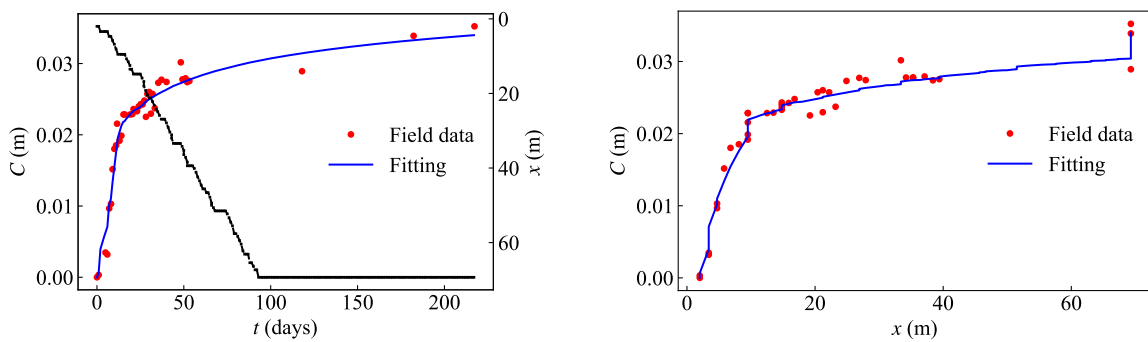 0.03
0.02
0.01
0.00
C (m)
Field data
Fitting
0
20
40
60
x (m)
0 50 100 150 200
t (days)
0.03
0.02
0.01
0.00
C (m)
Field data
Fitting
0 20 40 60
x (m)